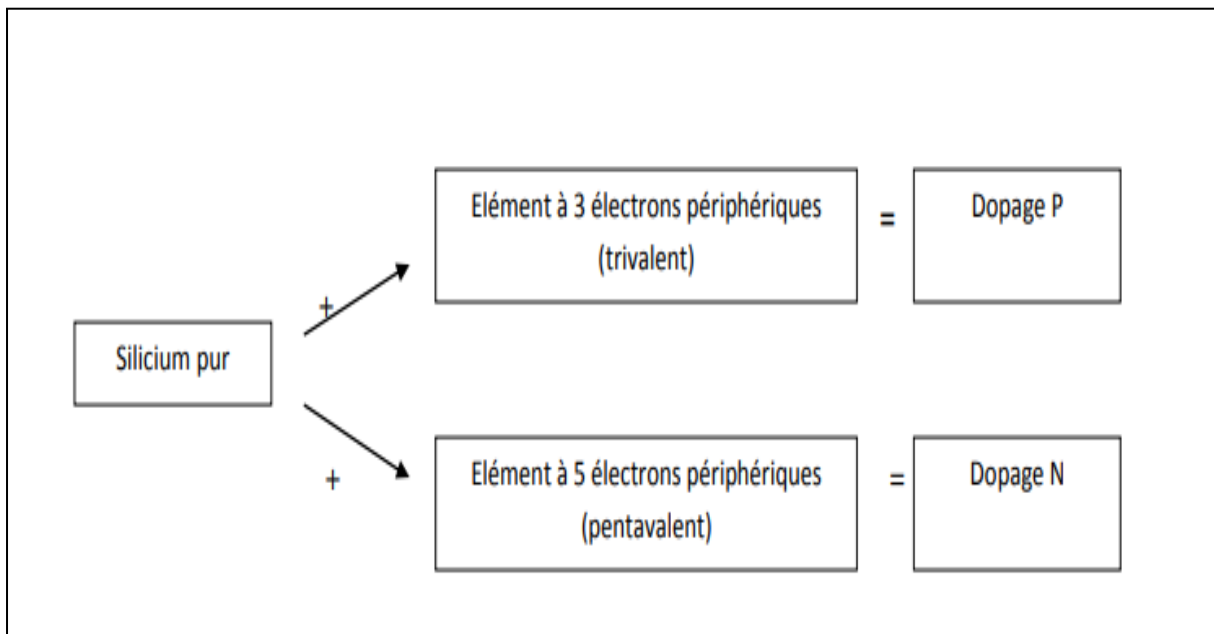 Elément à 3 électrons périphériques
(trivalent)
=
Dopage P
+
Silicium pur
+
Elément à 5 électrons périphériques
(pentavalent)
=
Dopage N